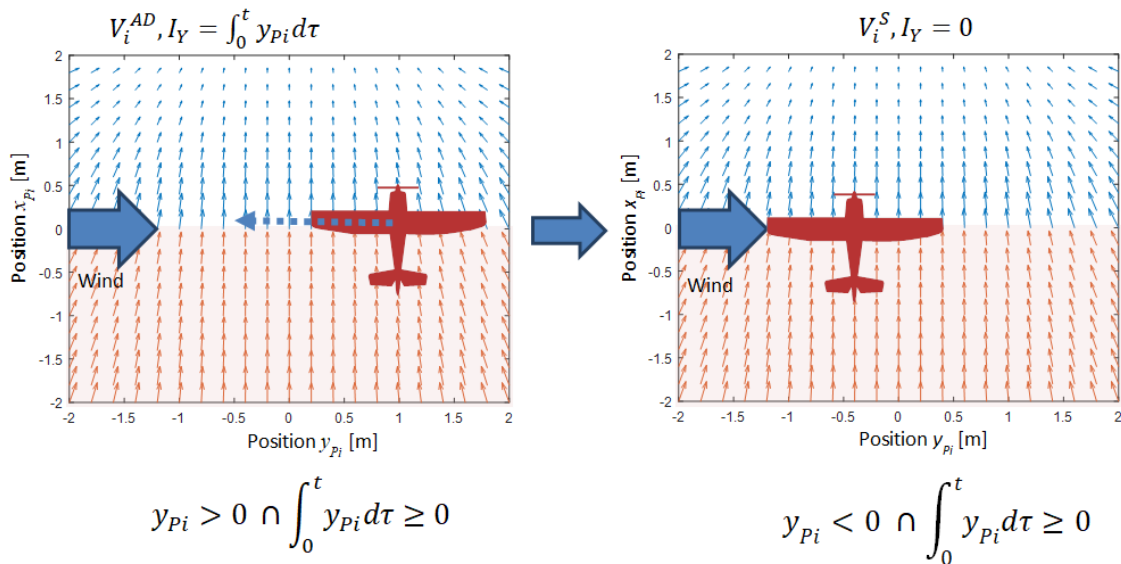 V_i^{AD}, I_Y = ∫_0^t y_{Pi} dτ
2
1.5
1
0.5
0
-0.5
-1
-1.5
-2
Position x_{Pi} [m]
Wind
-2 -1.5 -1 -0.5 0 0.5 1 1.5 2
Position y_{Pi} [m]
y_{Pi} > 0 ∩ ∫_0^t y_{Pi} dτ ≥ 0
V_i^S, I_Y = 0
2
1.5
1
0.5
0
-0.5
-1
-1.5
-2
Position x_{Pi} [m]
Wind
-2 -1.5 -1 -0.5 0 0.5 1 1.5 2
Position y_{Pi} [m]
y_{Pi} < 0 ∩ ∫_0^t y_{Pi} dτ ≥ 0